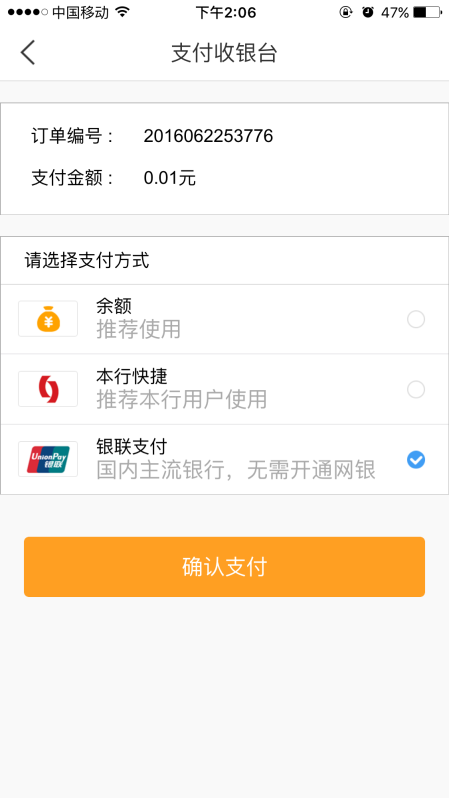 中国移动 下午2:06 47%
支付收银台
订单编号： 2016062253776
支付金额： 0.01元
请选择支付方式
余额
推荐使用
本行快捷
推荐本行用户使用
UnionPay
银联
银联支付
国内主流银行，无需开通网银
确认支付